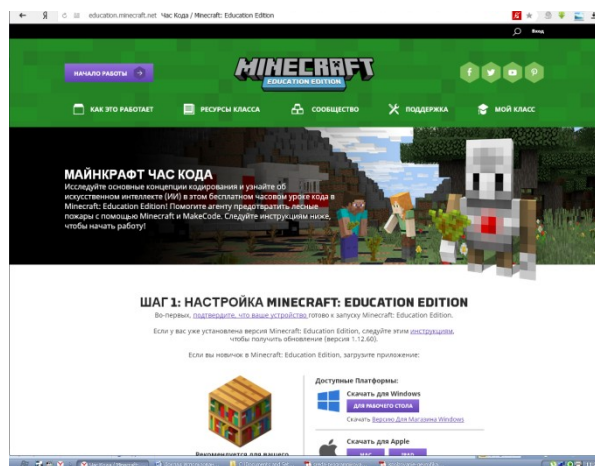 education.minecraft.net Час Кода / Minecraft: Education Edition
Вход
НАЧАЛО РАБОТЫ
MINECRAFT
EDUCATION EDITION
КАК ЭТО РАБОТАЕТ
РЕСУРСЫ КЛАССА
СООБЩЕСТВО
ПОДДЕРЖКА
МОЙ КЛАСС
МАЙНКРАФТ ЧАС КОДА
Исследуйте основные концепции кодирования и узнайте об
искусственном интеллекте (ИИ) в этом бесплатном часовом уроке кода в
Minecraft: Education Edition! Помогите агенту предотвратить лесные
пожары с помощью Minecraft и MakeCode. Следуйте инструкциям ниже,
чтобы начать работу!
ШАГ 1: НАСТРОЙКА MINECRAFT: EDUCATION EDITION
Во-первых, подтвердите, что ваше устройство готово к запуску Minecraft: Education Edition.
Если у вас уже установлена версия Minecraft: Education Edition, следуйте этим инструкциям,
чтобы получить обновление (версия 1.12.60).
Если вы новичок в Minecraft: Education Edition, загрузите приложение:
Доступные Платформы:
Скачать для Windows
ДЛЯ РАБОЧЕГО СТОЛА
Скачать Версию Для Магазина Windows
Скачать для Apple
MAC
IPAD
Рекомендуется для вашего